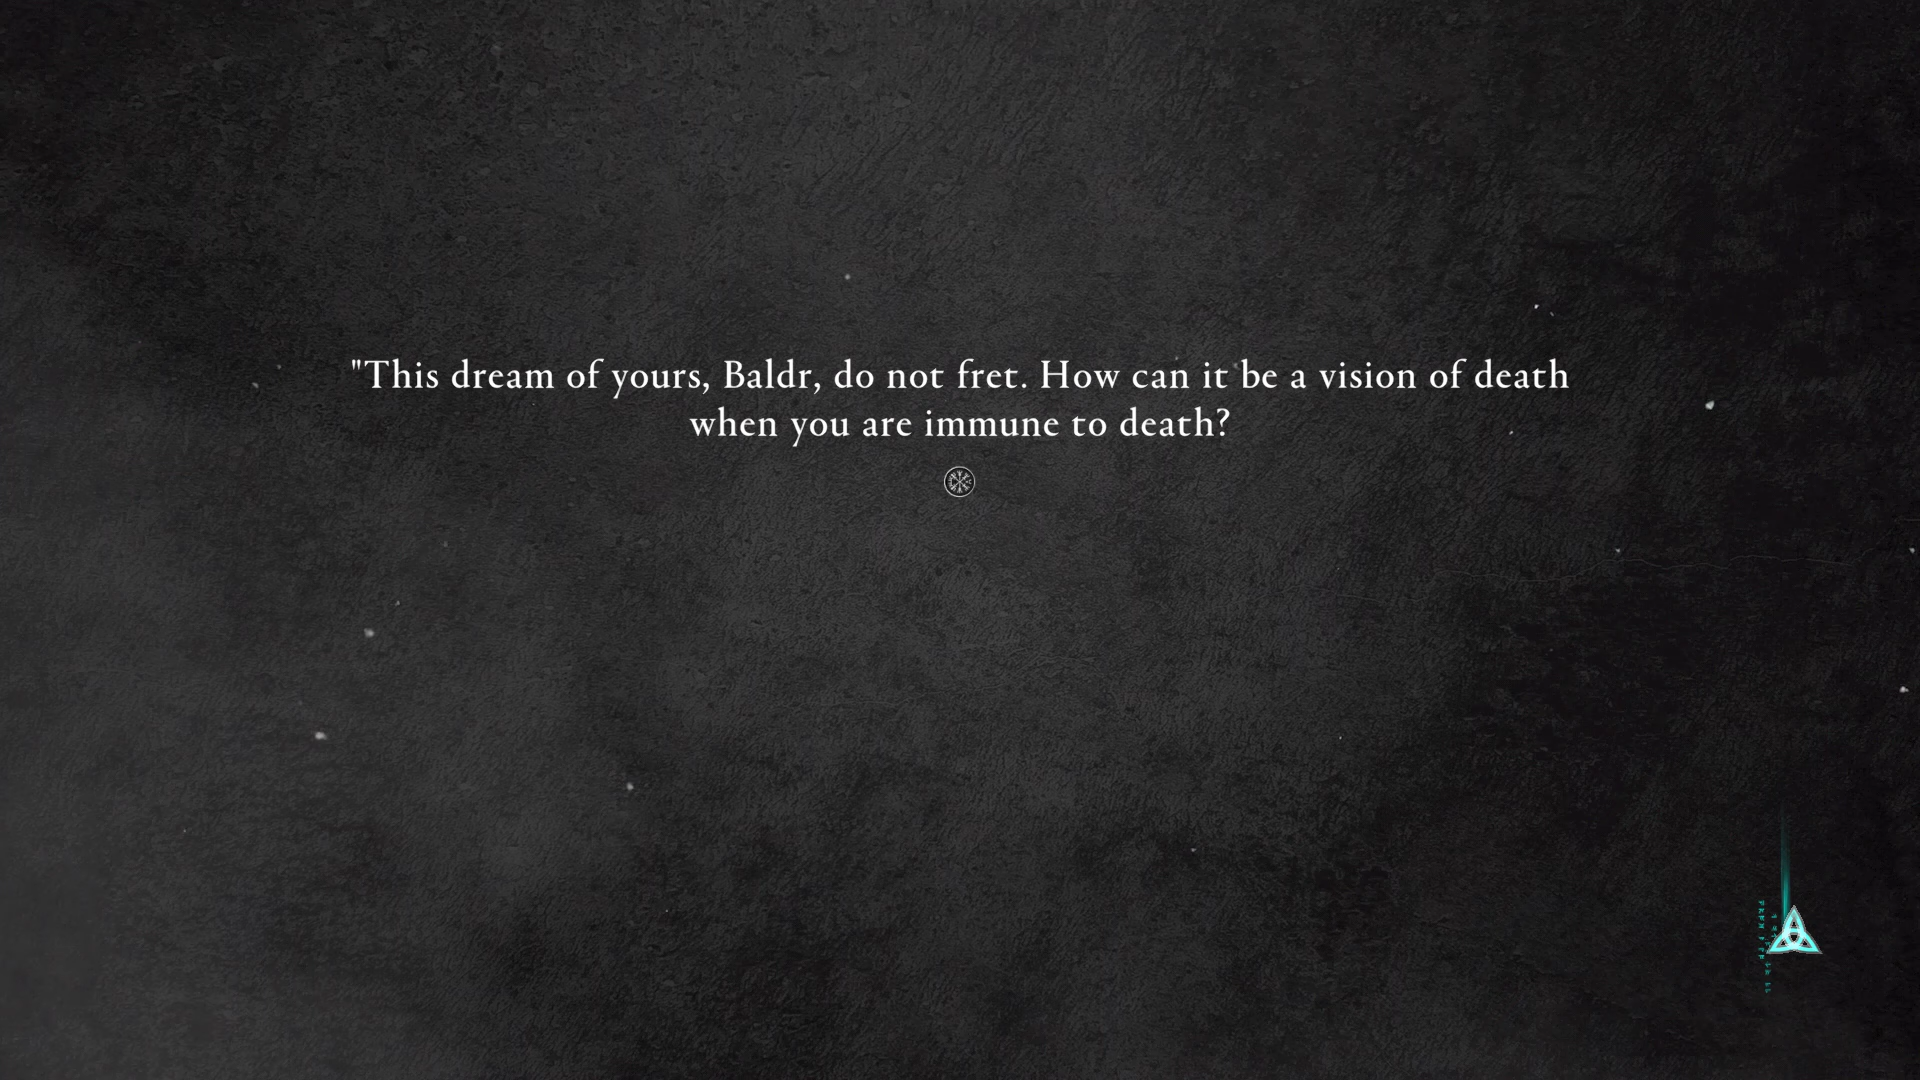 "This dream of yours, Baldr, do not fret. How can it be a vision of death
when you are immune to death?